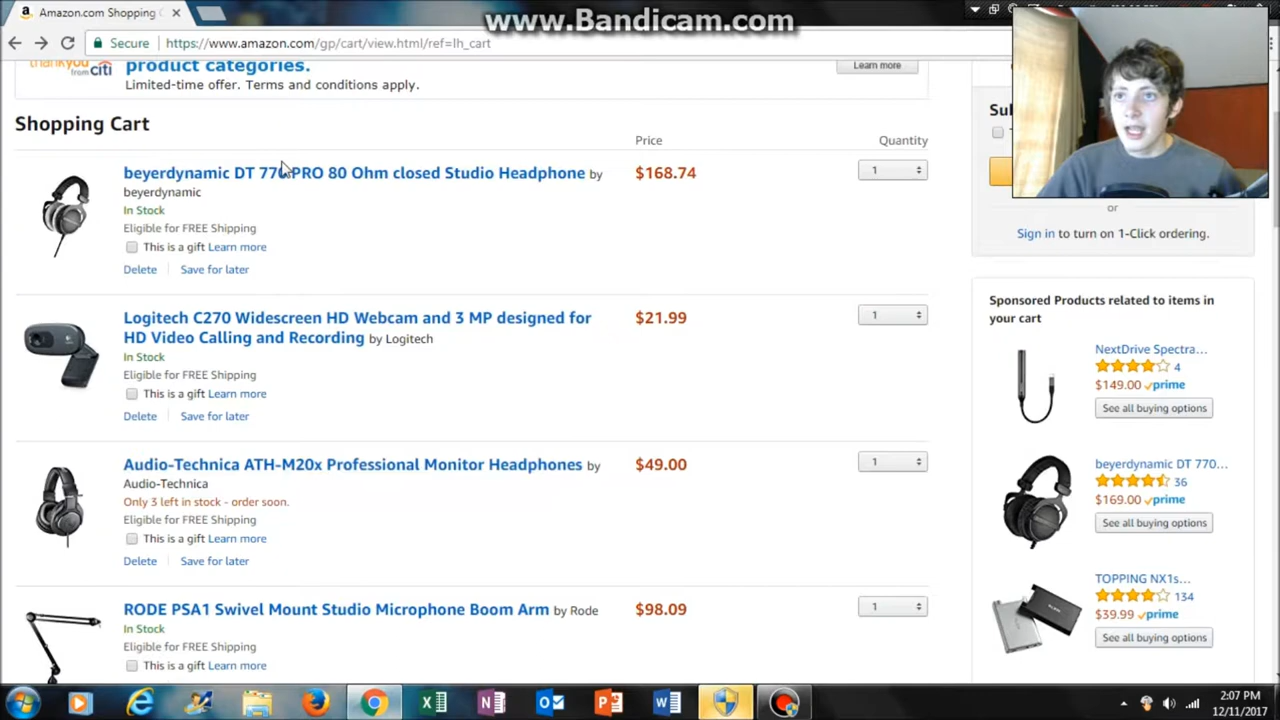 www.Bandicam.com
Amazon.com Shopping
Secure
https://www.amazon.com/gp/cart/view.html/ref=lh_cart
thankyou
from citi
product categories.
Limited-time offer. Terms and conditions apply.
Learn more
Shopping Cart
Price
Quantity
beyerdynamic DT 770 PRO 80 Ohm closed Studio Headphone by
beyerdynamic
$168.74
1
In Stock
Eligible for FREE Shipping
This is a gift Learn more
Delete
Save for later
Logitech C270 Widescreen HD Webcam and 3 MP designed for
HD Video Calling and Recording by Logitech
$21.99
1
In Stock
Eligible for FREE Shipping
This is a gift Learn more
Delete
Save for later
Audio-Technica ATH-M20x Professional Monitor Headphones by
Audio-Technica
$49.00
1
Only 3 left in stock - order soon.
Eligible for FREE Shipping
This is a gift Learn more
Delete
Save for later
RODE PSA1 Swivel Mount Studio Microphone Boom Arm by Rode
$98.09
1
In Stock
Eligible for FREE Shipping
This is a gift Learn more
or
Sign in to turn on 1-Click ordering.
Sponsored Products related to items in
your cart
NextDrive Spectra...
4
$149.00 prime
See all buying options
beyerdynamic DT 770...
36
$169.00 prime
See all buying options
TOPPING NX1s...
134
$39.99 prime
See all buying options
2:07 PM
12/11/2017